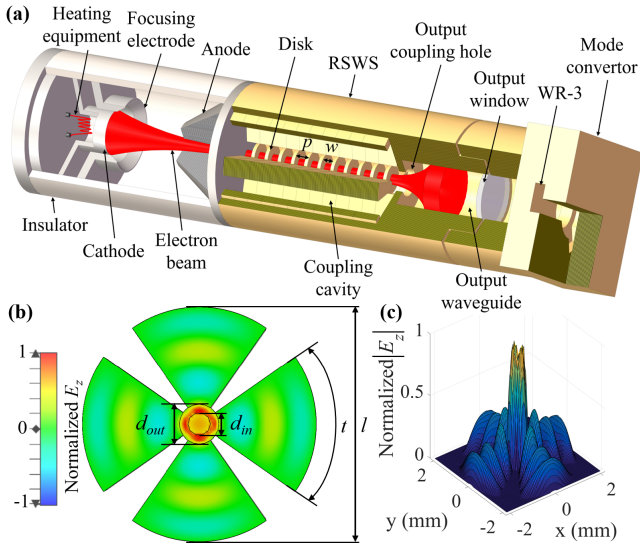 (a)
Heating
equipment
Focusing
electrode
Anode
Disk
RSWS
Output
coupling hole
Output
window
WR-3
Mode
convertor
p
w
Insulator
Cathode
Electron
beam
Coupling
cavity
Output
waveguide
(b)
1
0
-1
Normalized E_z
d_out
d_in
t
l
(c)
Normalized|E_z|
1
0.5
0
2
0
-2
y (mm)
-2
0
2
x (mm)